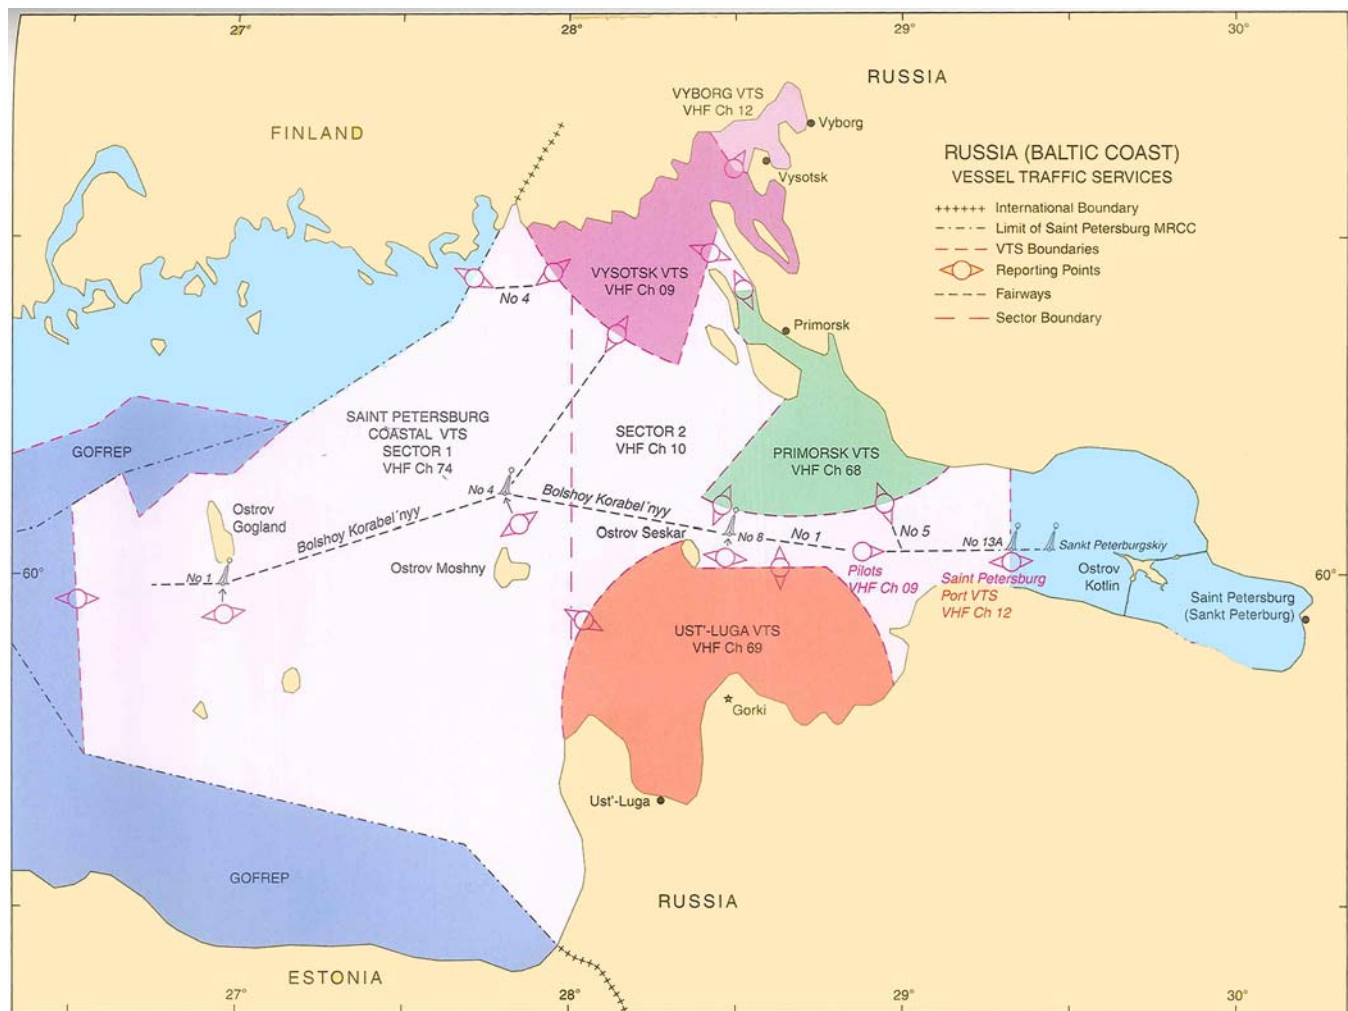 27°
28°
29°
30°
RUSSIA
VYBORG VTS
VHF Ch 12
FINLAND
Vyborg
Vysotsk
RUSSIA (BALTIC COAST)
VESSEL TRAFFIC SERVICES
International Boundary
Limit of Saint Petersburg MRCC
VTS Boundaries
Reporting Points
Fairways
Sector Boundary
VYSOTSK VTS
VHF Ch 09
No 4
Primorsk
SAINT PETERSBURG
COASTAL VTS
SECTOR 1
VHF Ch 74
SECTOR 2
VHF Ch 10
GOFREP
PRIMORSK VTS
VHF Ch 68
No 4
Bolshoy Korabel´nyy
Ostrov
Gogland
Bolshoy Korabel´nyy
Ostrov Seskar
No 8
No 1
No 5
No 13A
Sankt Peterburgskiy
Ostrov Moshny
Ostrov
Kotlin
60°
No 1
Pilots
VHF Ch 09
Saint Petersburg
Port VTS
VHF Ch 12
60°
Saint Petersburg
(Sankt Peterburg)
UST'-LUGA VTS
VHF Ch 69
Gorki
Ust'-Luga
GOFREP
RUSSIA
ESTONIA
27°
28°
29°
30°